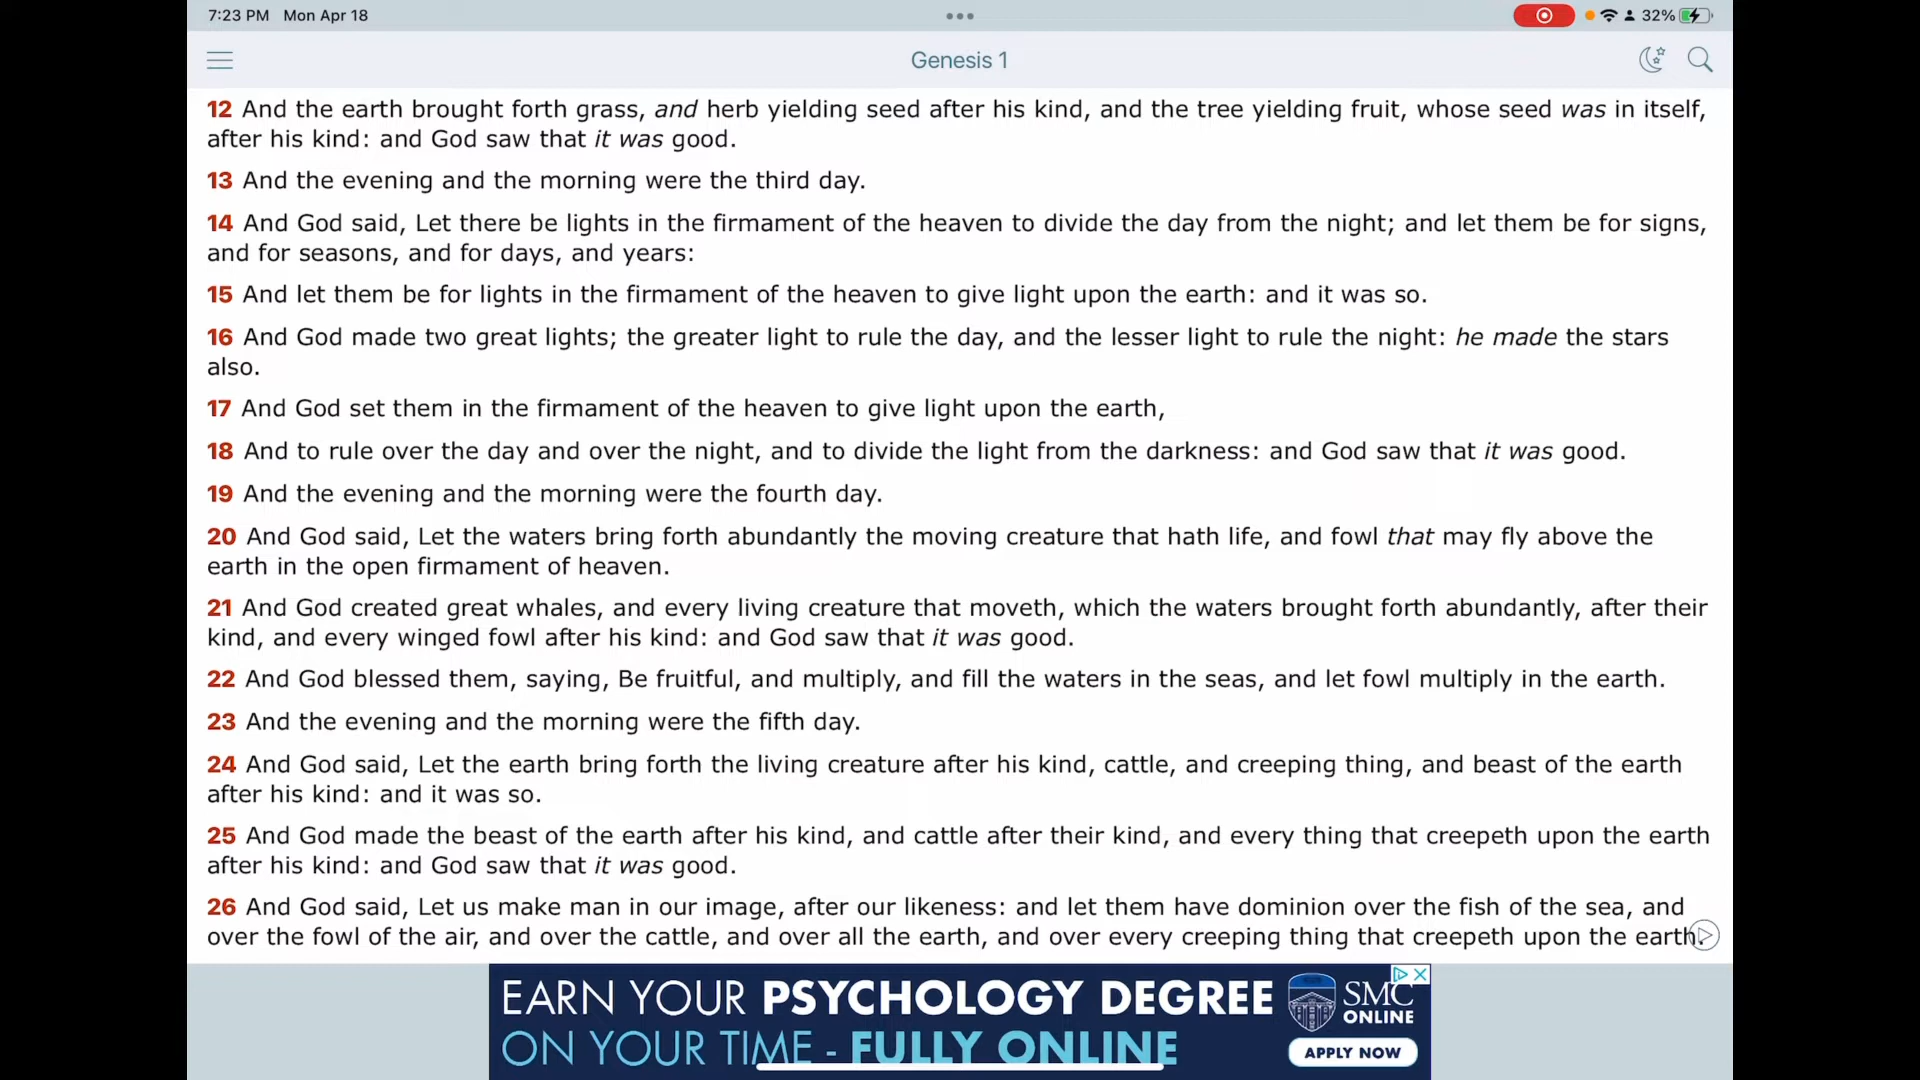 7:23 PM Mon Apr 18
32%
Genesis 1
12 And the earth brought forth grass, and herb yielding seed after his kind, and the tree yielding fruit, whose seed was in itself,
after his kind: and God saw that it was good.
13 And the evening and the morning were the third day.
14 And God said, Let there be lights in the firmament of the heaven to divide the day from the night; and let them be for signs,
and for seasons, and for days, and years:
15 And let them be for lights in the firmament of the heaven to give light upon the earth: and it was so.
16 And God made two great lights; the greater light to rule the day, and the lesser light to rule the night: he made the stars
also.
17 And God set them in the firmament of the heaven to give light upon the earth,
18 And to rule over the day and over the night, and to divide the light from the darkness: and God saw that it was good.
19 And the evening and the morning were the fourth day.
20 And God said, Let the waters bring forth abundantly the moving creature that hath life, and fowl that may fly above the
earth in the open firmament of heaven.
21 And God created great whales, and every living creature that moveth, which the waters brought forth abundantly, after their
kind, and every winged fowl after his kind: and God saw that it was good.
22 And God blessed them, saying, Be fruitful, and multiply, and fill the waters in the seas, and let fowl multiply in the earth.
23 And the evening and the morning were the fifth day.
24 And God said, Let the earth bring forth the living creature after his kind, cattle, and creeping thing, and beast of the earth
after his kind: and it was so.
25 And God made the beast of the earth after his kind, and cattle after their kind, and every thing that creepeth upon the earth
after his kind: and God saw that it was good.
26 And God said, Let us make man in our image, after our likeness: and let them have dominion over the fish of the sea, and
over the fowl of the air, and over the cattle, and over all the earth, and over every creeping thing that creepeth upon the earth.
EARN YOUR PSYCHOLOGY DEGREE
ON YOUR TIME - FULLY ONLINE
SMC
ONLINE
APPLY NOW